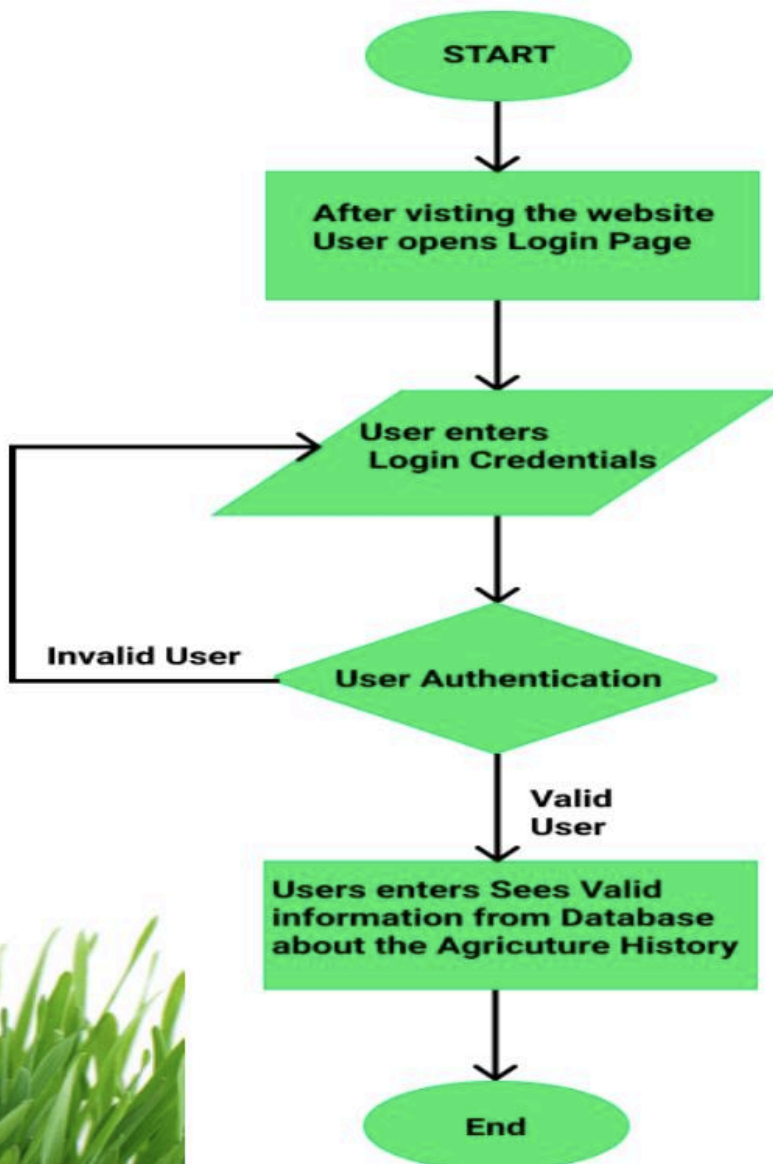 START
After visting the website
User opens Login Page
User enters
Login Credentials
Invalid User
User Authentication
Valid
User
Users enters Sees Valid
information from Database
about the Agricuture History
End